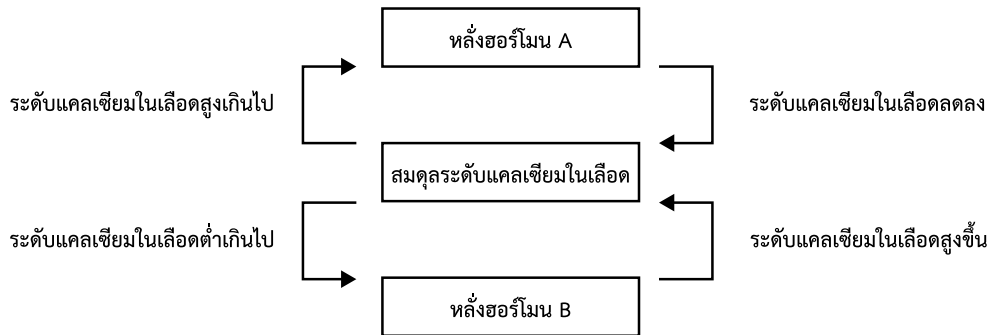 หลั่งฮอร์โมน A
ระดับแคลเซียมในเลือดสูงเกินไป
ระดับแคลเซียมในเลือดลดลง
สมดุลระดับแคลเซียมในเลือด
ระดับแคลเซียมในเลือดต่ำเกินไป
ระดับแคลเซียมในเลือดสูงขึ้น
หลั่งฮอร์โมน B